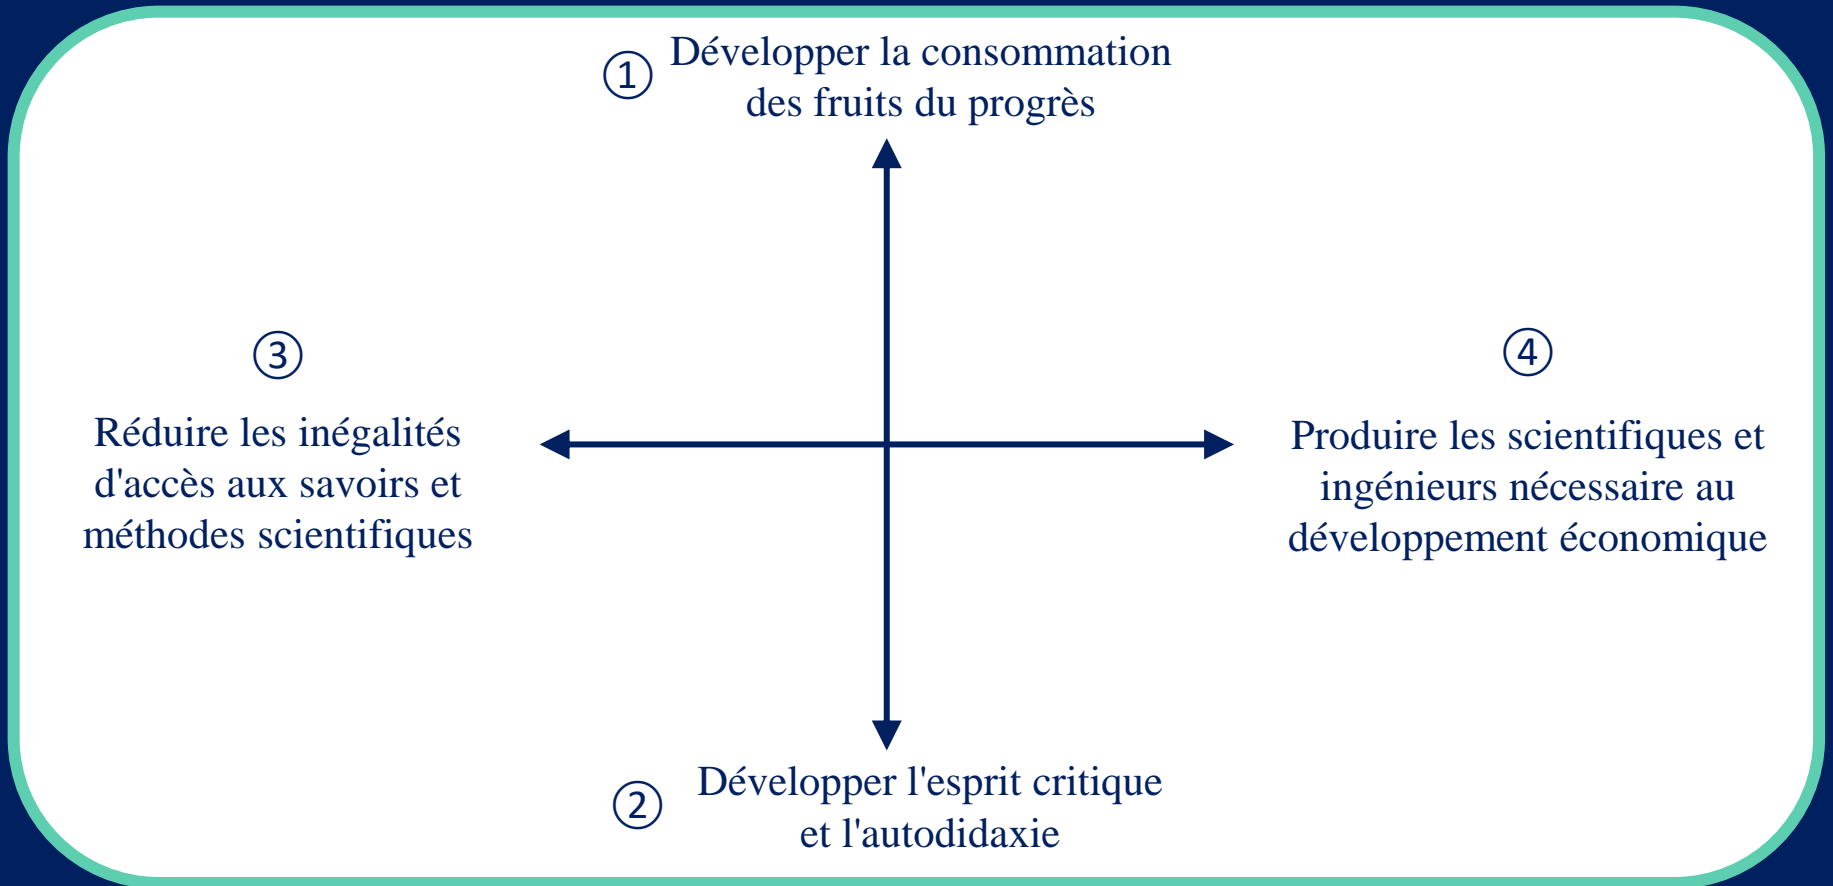 ①
Développer la consommation
des fruits du progrès
③
Réduire les inégalités
d'accès aux savoirs et
méthodes scientifiques
④
Produire les scientifiques et
ingénieurs nécessaire au
développement économique
②
Développer l'esprit critique
et l'autodidaxie